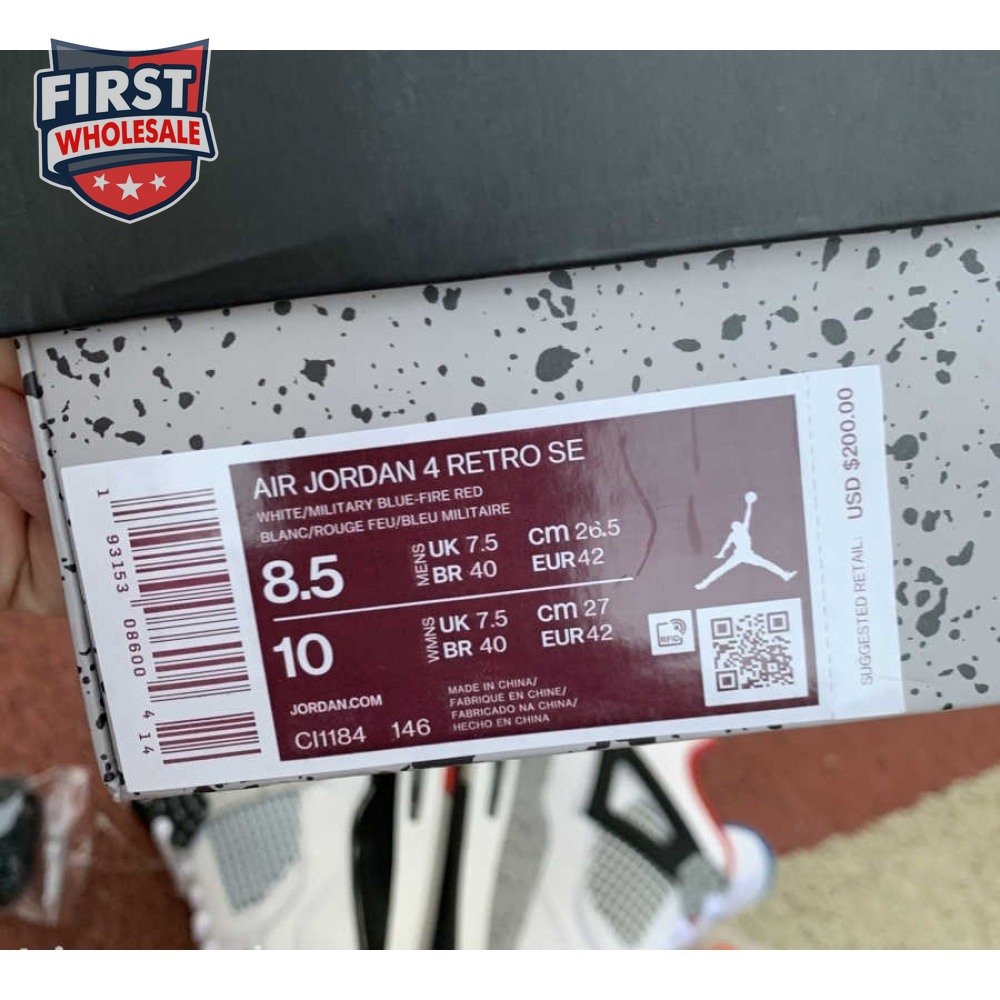 FIRST
WHOLESALE
AIR JORDAN 4 RETRO SE
WHITE/MILITARY BLUE-FIRE RED
BLANC/ROUGE FEU/BLEU MILITAIRE
8.5
MENS
UK 7.5
BR 40
cm 26.5
EUR 42
10
WMNS
UK 7.5
BR 40
cm 27
EUR 42
RFID
JORDAN.COM
CI1184 146
MADE IN CHINA/
FABRIQUE EN CHINE/
FABRICADO NA CHINA/
HECHO EN CHINA
1 93153 08600 4 14
SUGGESTED RETAIL: USD $200.00